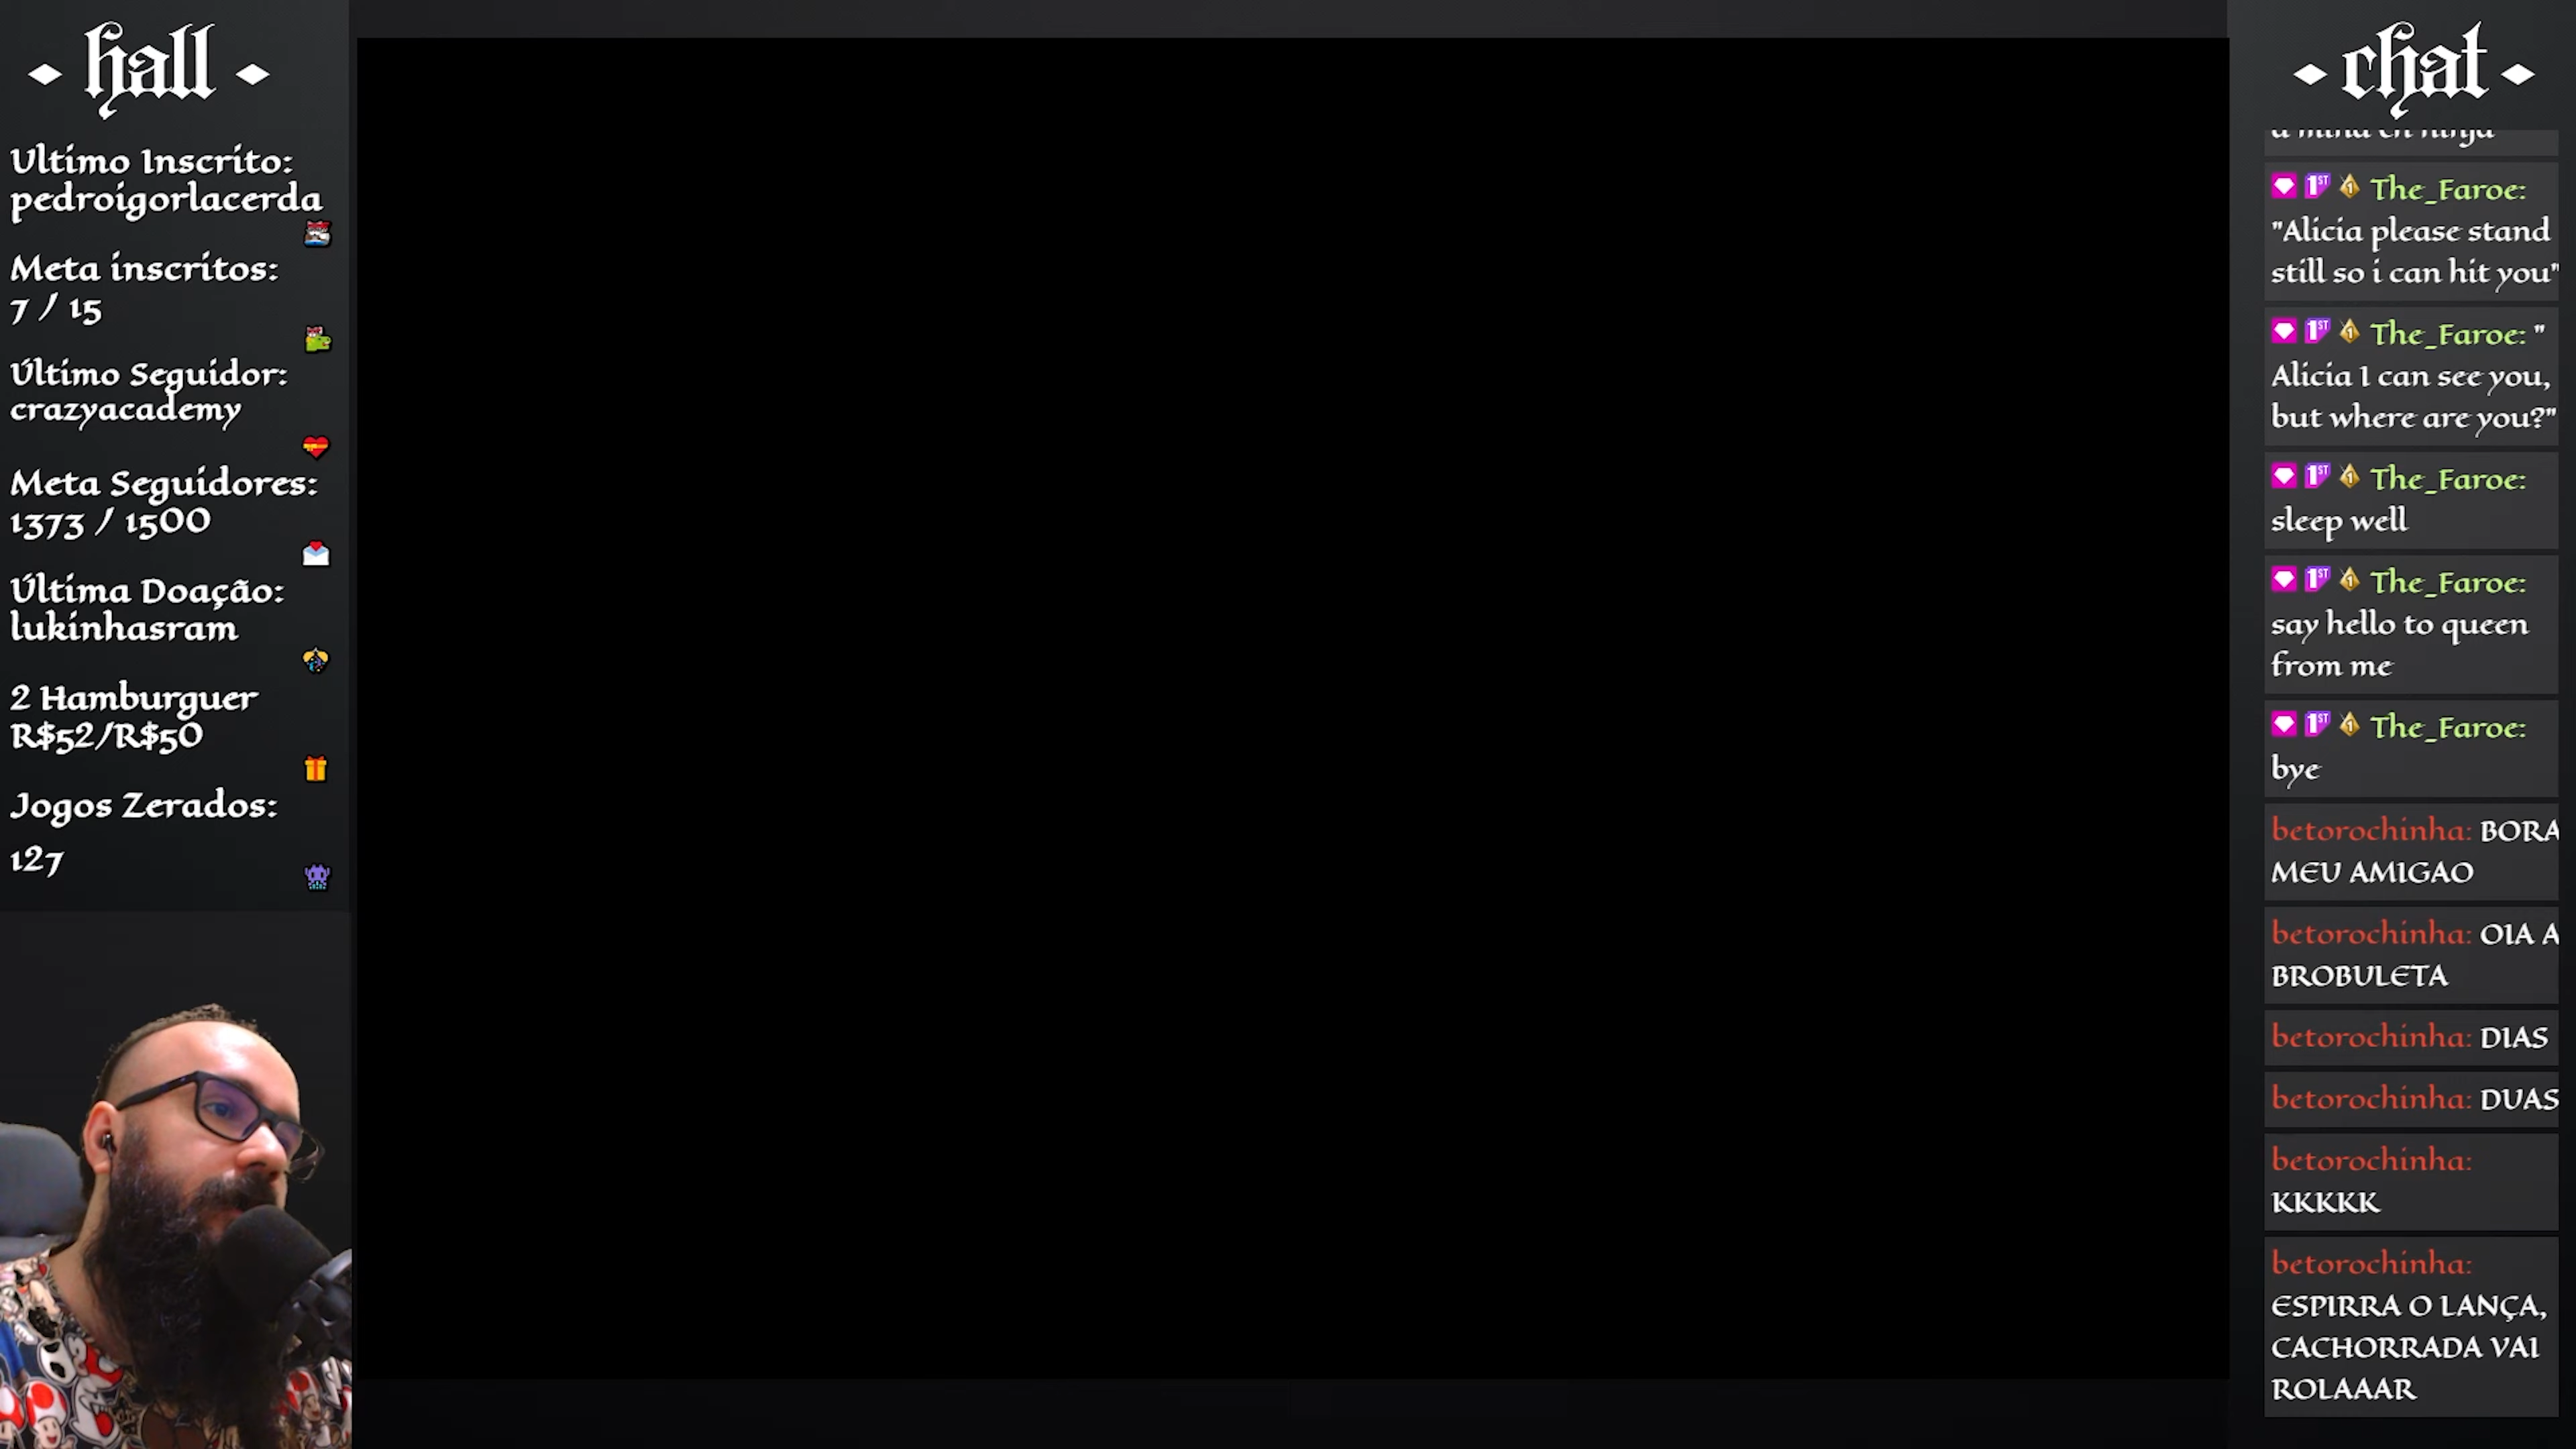 hall
Ultimo Inscrito:
pedroigorlacerda
Meta inscritos:
7 / 15
Último Seguidor:
crazyacademy
Meta Seguidores:
1373 / 1500
Última Doação:
lukinhasram
2 Hamburguer
R$52/R$50
Jogos Zerados:
127
chat
The_Faroe:
"Alicia please stand
still so i can hit you"
The_Faroe: "
Alicia I can see you,
but where are you?"
The_Faroe:
sleep well
The_Faroe:
say hello to queen
from me
The_Faroe:
bye
betorochinha: BORA
MEU AMIGAO
betorochinha: OIA A
BROBULETA
betorochinha: DIAS
betorochinha: DUAS
betorochinha:
KKKKK
betorochinha:
ESPIRRA O LANÇA,
CACHORRADA VAI
ROLAAAR